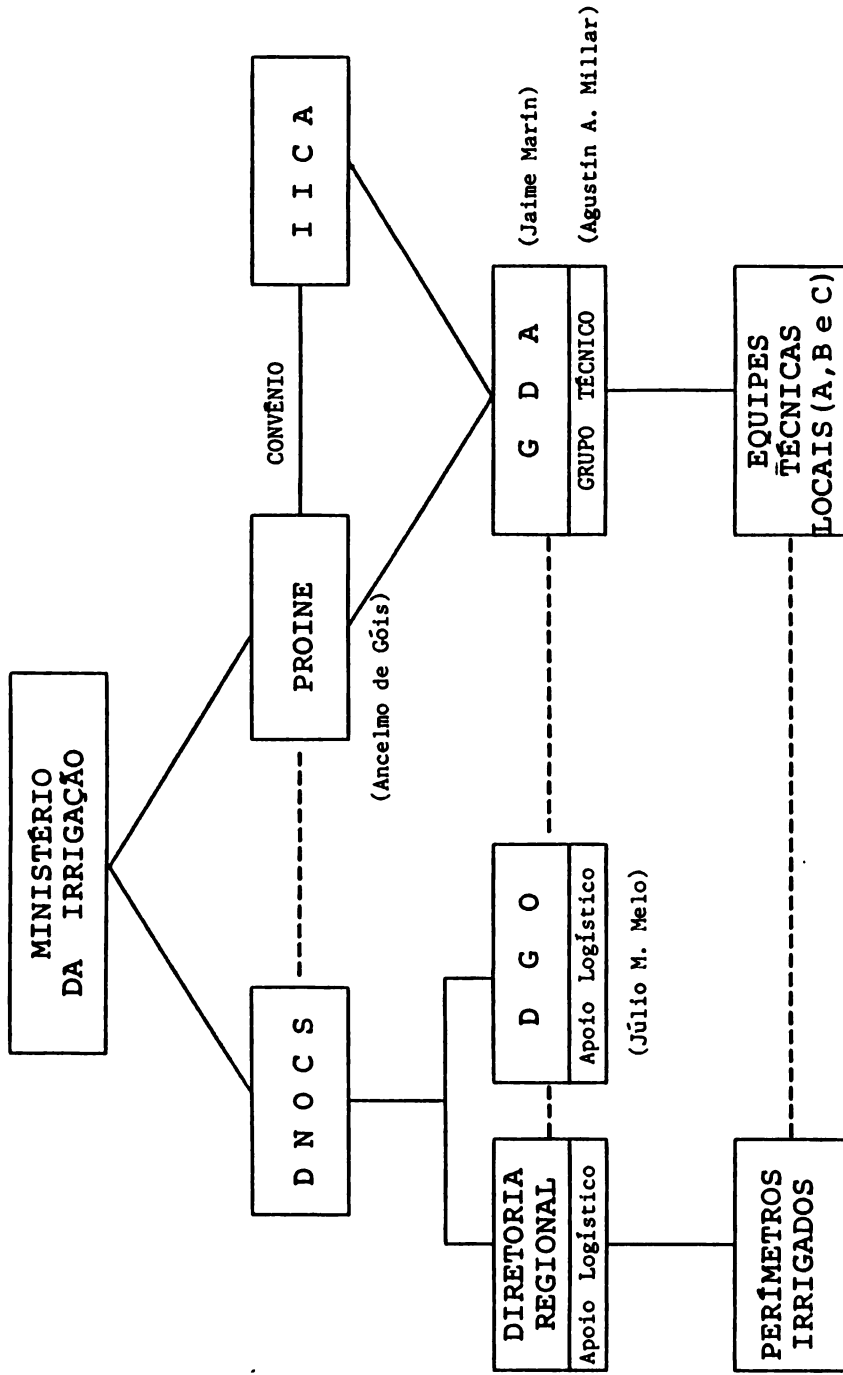 MINISTÉRIO
DA IRRIGAÇÃO
D N O C S
PROINE
CONVÊNIO
I I C A
(Ancelmo de Góis)
DIRETORIA
REGIONAL
Apoio Logístico
D G O
Apoio Logístico
(Júlio M. Melo)
G D A
GRUPO TÉCNICO
(Jaime Marin)
(Agustin A. Millar)
PERÍMETROS
IRRIGADOS
EQUIPES
TÉCNICAS
LOCAIS(A,B e C)